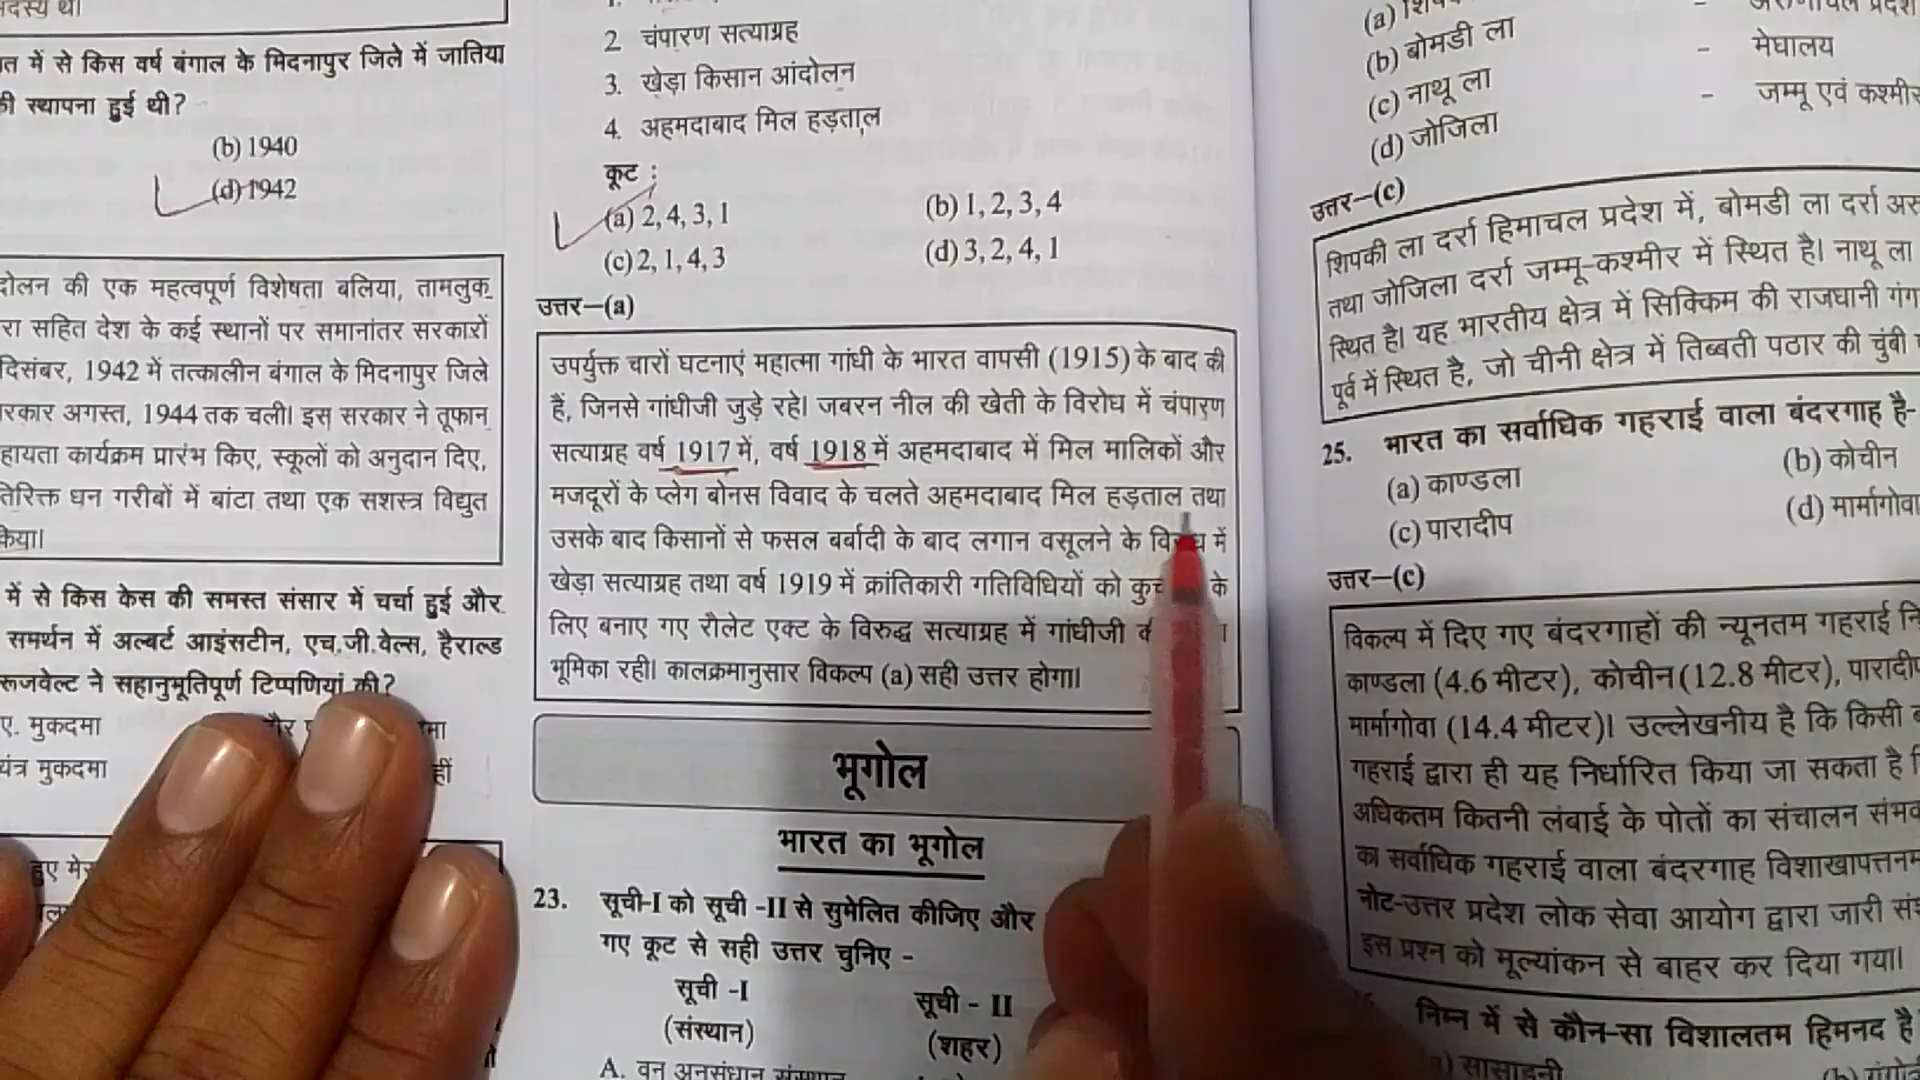 में से किस वर्ष बंगाल के मिदनापुर जिले में जातिया
की स्थापना हुई थी?
(b) 1940
(d) 1942
की एक महत्वपूर्ण विशेषता बलिया, तामलुक
सहित देश के कई स्थानों पर समानांतर सरकारों
दिसंबर, 1942 में तत्कालीन बंगाल के मिदनापुर जिले
अगस्त, 1944 तक चली। इस सरकार ने तूफान
कार्यक्रम प्रारंभ किए, स्कूलों को अनुदान दिए,
धन गरीबों में बांटा तथा एक सशस्त्र विद्युत
किया।
में से किस केस की समस्त संसार में चर्चा हुई और
समर्थन में अल्बर्ट आइंसटीन, एच.जी.वेल्स, हैराल्ड
रूजवेल्ट ने सहानुभूतिपूर्ण टिप्पणियां की?
ए. मुकदमा
मुकदमा
हुए
2 चंपारण सत्याग्रह
3. खेड़ा किसान आंदोलन
4. अहमदाबाद मिल हड़ताल
कूट :
(a) 2, 4, 3, 1
(b) 1, 2, 3, 4
(c) 2, 1, 4, 3
(d) 3, 2, 4, 1
उत्तर–(a)
उपर्युक्त चारों घटनाएं महात्मा गांधी के भारत वापसी (1915) के बाद की
हैं, जिनसे गांधीजी जुड़े रहे। जबरन नील की खेती के विरोध में चंपारण
सत्याग्रह वर्ष 1917 में, वर्ष 1918 में अहमदाबाद में मिल मालिकों और
मजदूरों के प्लेग बोनस विवाद के चलते अहमदाबाद मिल हड़ताल तथा
उसके बाद किसानों से फसल बर्बादी के बाद लगान वसूलने के में
खेड़ा सत्याग्रह तथा वर्ष 1919 में क्रांतिकारी गतिविधियों को के
लिए बनाए गए रौलेट एक्ट के विरुद्ध सत्याग्रह में गांधीजी
भूमिका रही। कालक्रमानुसार विकल्प (a) सही उत्तर होगा।
भूगोल
भारत का भूगोल
23. सूची-I को सूची -II से सुमेलित कीजिए और
गए कूट से सही उत्तर चुनिए -
सूची -I
सूची - II
(संस्थान)
(शहर)
A. वन अनुसंधान संस्थान
(a)
(b) बोमडी ला - मेघालय
(c) नाथू ला - जम्मू एवं कश्मीर
(d) जोजिला
उत्तर–(c)
शिपकी ला दर्रा हिमाचल प्रदेश में, बोमडी ला दर्रा
तथा जोजिला दर्रा जम्मू-कश्मीर में स्थित है। नाथू ला
स्थित है। यह भारतीय क्षेत्र में सिक्किम की राजधानी
पूर्व में स्थित है, जो चीनी क्षेत्र में तिब्बती पठार की चुंबी
25. भारत का सर्वाधिक गहराई वाला बंदरगाह है-
(a) काण्डला
(b) कोचीन
(c) पारादीप
(d) मार्मागोवा
उत्तर–(c)
विकल्प में दिए गए बंदरगाहों की न्यूनतम गहराई
काण्डला (4.6 मीटर), कोचीन (12.8 मीटर), पारादीप
मार्मागोवा (14.4 मीटर)। उल्लेखनीय है कि किसी
गहराई द्वारा ही यह निर्धारित किया जा सकता है
अधिकतम कितनी लंबाई के पोतों का संचालन
का सर्वाधिक गहराई वाला बंदरगाह विशाखापत्तनम
नोट-उत्तर प्रदेश लोक सेवा आयोग द्वारा जारी
इस प्रश्न को मूल्यांकन से बाहर कर दिया गया।
निम्न में से कौन-सा विशालतम हिमनद है
सासाइनी
(b)